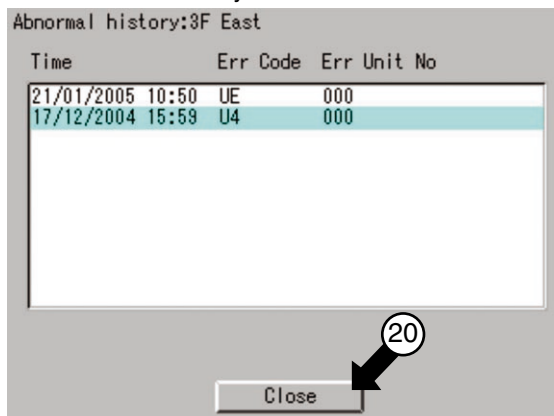 Abnormal history:3F East
Time Err Code Err Unit No
21/01/2005 10:50 UE 000
17/12/2004 15:59 U4 000
20
Close